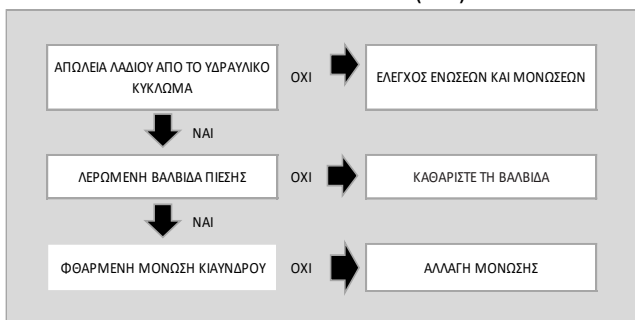 ΑΠΩΛΕΙΑ ΛΑΔΙΟΥ ΑΠΟ ΤΟ ΥΔΡΑΥΛΙΚΟ
ΚΥΚΛΩΜΑ
ΟΧΙ
ΕΛΕΓΧΟΣ ΕΝΩΣΕΩΝ ΚΑΙ ΜΟΝΩΣΕΩΝ
ΝΑΙ
ΛΕΡΩΜΕΝΗ ΒΑΛΒΙΔΑ ΠΙΕΣΗΣ
ΟΧΙ
ΚΑΘΑΡΙΣΤΕ ΤΗ ΒΑΛΒΙΔΑ
ΝΑΙ
ΦΘΑΡΜΕΝΗ ΜΟΝΩΣΗ ΚΙΑΥΝΔΡΟΥ
ΟΧΙ
ΑΛΛΑΓΗ ΜΟΝΩΣΗΣ